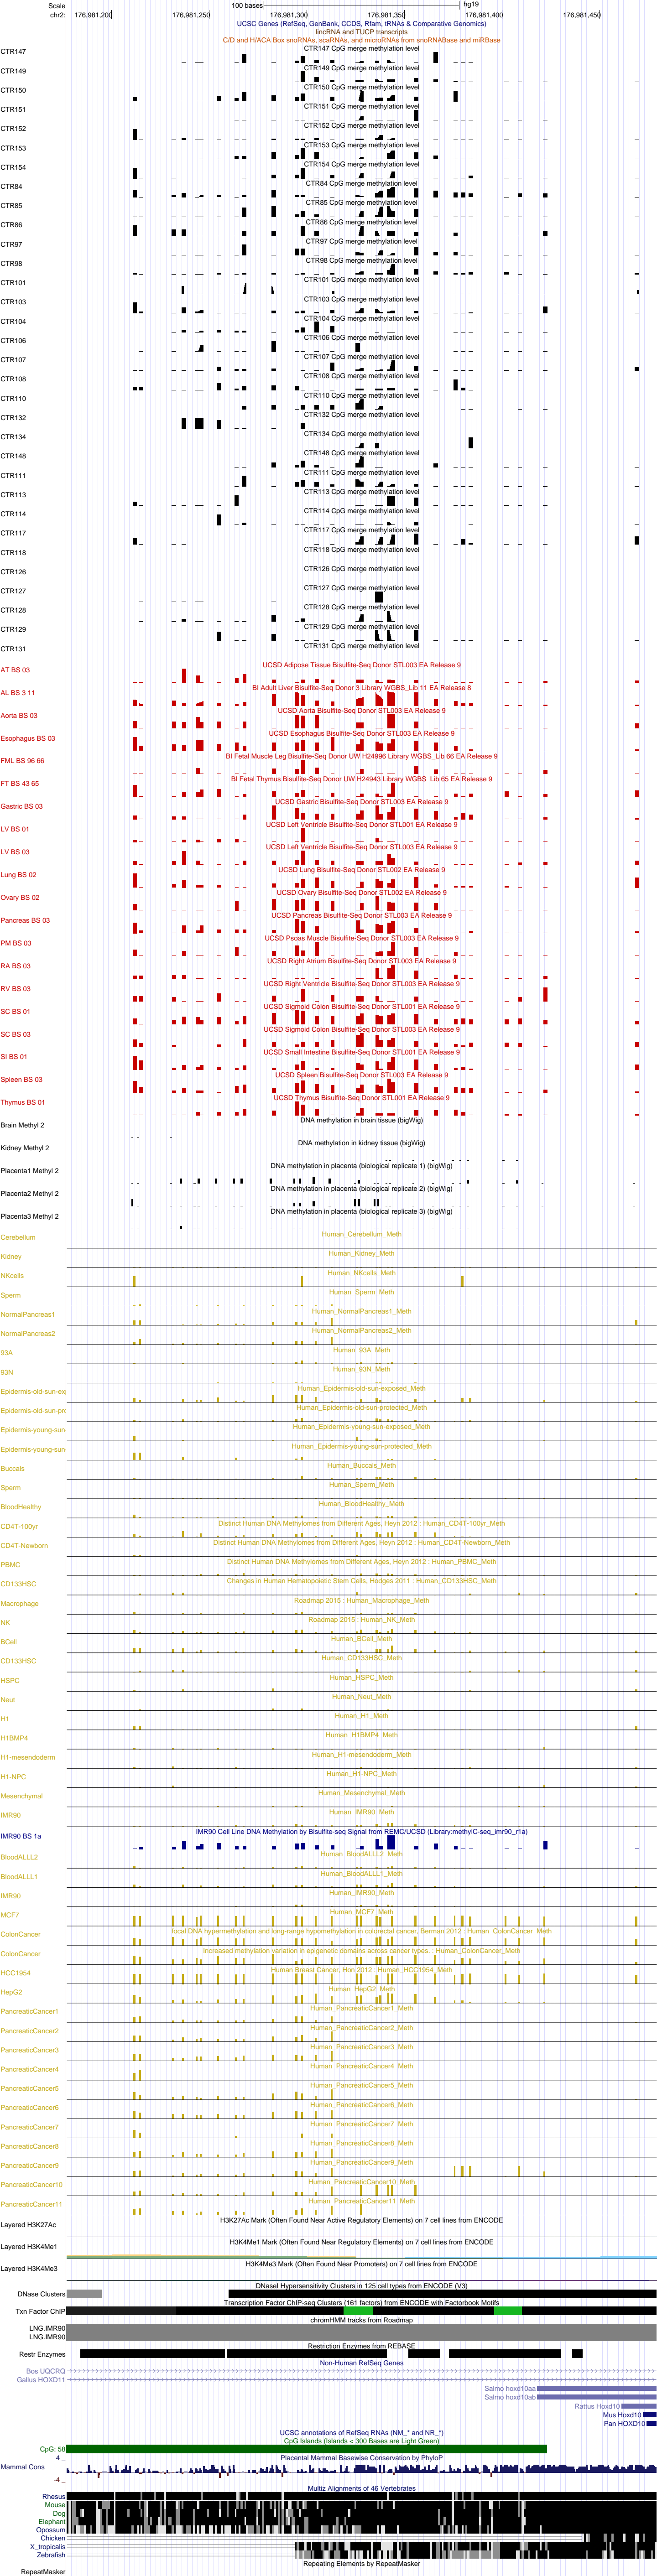 Scale 100 bases hg19
chr2: 176,981,200 176,981,250 176,981,300 176,981,350 176,981,400 176,981,450
UCSC Genes (RefSeq, GenBank, CCDS, Rfam, tRNAs & Comparative Genomics)
lincRNA and TUCP transcripts
C/D and H/ACA Box snoRNAs, scaRNAs, and microRNAs from snoRNABase and miRBase
CTR147 CpG merge methylation level
CTR147
CTR149 CpG merge methylation level
CTR149
CTR150 CpG merge methylation level
CTR150
CTR151 CpG merge methylation level
CTR151
CTR152 CpG merge methylation level
CTR152
CTR153 CpG merge methylation level
CTR153
CTR154 CpG merge methylation level
CTR154
CTR84 CpG merge methylation level
CTR84
CTR85 CpG merge methylation level
CTR85
CTR86 CpG merge methylation level
CTR86
CTR97 CpG merge methylation level
CTR97
CTR98 CpG merge methylation level
CTR98
CTR101 CpG merge methylation level
CTR101
CTR103 CpG merge methylation level
CTR103
CTR104 CpG merge methylation level
CTR104
CTR106 CpG merge methylation level
CTR106
CTR107 CpG merge methylation level
CTR107
CTR108 CpG merge methylation level
CTR108
CTR110 CpG merge methylation level
CTR110
CTR132 CpG merge methylation level
CTR132
CTR134 CpG merge methylation level
CTR134
CTR148 CpG merge methylation level
CTR148
CTR111 CpG merge methylation level
CTR111
CTR113 CpG merge methylation level
CTR113
CTR114 CpG merge methylation level
CTR114
CTR117 CpG merge methylation level
CTR117
CTR118 CpG merge methylation level
CTR118
CTR126 CpG merge methylation level
CTR126
CTR127 CpG merge methylation level
CTR127
CTR128 CpG merge methylation level
CTR128
CTR129 CpG merge methylation level
CTR129
CTR131 CpG merge methylation level
CTR131
UCSD Adipose Tissue Bisulfite-Seq Donor STL003 EA Release 9
AT BS 03
BI Adult Liver Bisulfite-Seq Donor 3 Library WGBS_Lib 11 EA Release 8
AL BS 3 11
UCSD Aorta Bisulfite-Seq Donor STL003 EA Release 9
Aorta BS 03
UCSD Esophagus Bisulfite-Seq Donor STL003 EA Release 9
Esophagus BS 03
BI Fetal Muscle Leg Bisulfite-Seq Donor UW H24996 Library WGBS_Lib 66 EA Release 9
FML BS 96 66
BI Fetal Thymus Bisulfite-Seq Donor UW H24943 Library WGBS_Lib 65 EA Release 9
FT BS 43 65
UCSD Gastric Bisulfite-Seq Donor STL003 EA Release 9
Gastric BS 03
UCSD Left Ventricle Bisulfite-Seq Donor STL001 EA Release 9
LV BS 01
UCSD Left Ventricle Bisulfite-Seq Donor STL003 EA Release 9
LV BS 03
UCSD Lung Bisulfite-Seq Donor STL002 EA Release 9
Lung BS 02
UCSD Ovary Bisulfite-Seq Donor STL002 EA Release 9
Ovary BS 02
UCSD Pancreas Bisulfite-Seq Donor STL003 EA Release 9
Pancreas BS 03
UCSD Psoas Muscle Bisulfite-Seq Donor STL003 EA Release 9
PM BS 03
UCSD Right Atrium Bisulfite-Seq Donor STL003 EA Release 9
RA BS 03
UCSD Right Ventricle Bisulfite-Seq Donor STL003 EA Release 9
RV BS 03
UCSD Sigmoid Colon Bisulfite-Seq Donor STL001 EA Release 9
SC BS 01
UCSD Sigmoid Colon Bisulfite-Seq Donor STL003 EA Release 9
SC BS 03
UCSD Small Intestine Bisulfite-Seq Donor STL001 EA Release 9
SI BS 01
UCSD Spleen Bisulfite-Seq Donor STL003 EA Release 9
Spleen BS 03
UCSD Thymus Bisulfite-Seq Donor STL001 EA Release 9
Thymus BS 01
DNA methylation in brain tissue (bigWig)
Brain Methyl 2
DNA methylation in kidney tissue (bigWig)
Kidney Methyl 2
DNA methylation in placenta (biological replicate 1) (bigWig)
Placenta1 Methyl 2
DNA methylation in placenta (biological replicate 2) (bigWig)
Placenta2 Methyl 2
DNA methylation in placenta (biological replicate 3) (bigWig)
Placenta3 Methyl 2
Human_Cerebellum_Meth
Cerebellum
Human_Kidney_Meth
Kidney
Human_NKcells_Meth
NKcells
Human_Sperm_Meth
Sperm
Human_NormalPancreas1_Meth
NormalPancreas1
Human_NormalPancreas2_Meth
NormalPancreas2
Human_93A_Meth
93A
Human_93N_Meth
93N
Human_Epidermis-old-sun-exposed_Meth
Epidermis-old-sun-ex
Human_Epidermis-old-sun-protected_Meth
Epidermis-old-sun-pn
Human_Epidermis-young-sun-exposed_Meth
Epidermis-young-sun
Human_Epidermis-young-sun-protected_Meth
Epidermis-young-sun
Human_Buccals_Meth
Buccals
Human_Sperm_Meth
Sperm
Human_BloodHealthy_Meth
BloodHealthy
Distinct Human DNA Methylomes from Different Ages, Heyn 2012 : Human_CD4T-100yr_Meth
CD4T-100yr
Distinct Human DNA Methylomes from Different Ages, Heyn 2012 : Human_CD4T-Newborn_Meth
CD4T-Newborn
Distinct Human DNA Methylomes from Different Ages, Heyn 2012 : Human_PBMC_Meth
PBMC
Changes in Human Hematopoietic Stem Cells, Hodges 2011 : Human_CD133HSC_Meth
CD133HSC
Roadmap 2015 : Human_Macrophage_Meth
Macrophage
Roadmap 2015 : Human_NK_Meth
NK
Human_BCell_Meth
BCell
Human_CD133HSC_Meth
CD133HSC
Human_HSPC_Meth
HSPC
Human_Neut_Meth
Neut
Human_H1_Meth
H1
Human_H1BMP4_Meth
H1BMP4
Human_H1-mesendoderm_Meth
H1-mesendoderm
Human_H1-NPC_Meth
H1-NPC
Human_Mesenchymal_Meth
Mesenchymal
Human_IMR90_Meth
IMR90
IMR90 Cell Line DNA Methylation by Bisulfite-seq Signal from REMC/UCSD (Library:methylC-seq_imr90_r1a)
IMR90 BS 1a
Human_BloodALLL2_Meth
BloodALLL2
Human_BloodALLL1_Meth
BloodALLL1
Human_IMR90_Meth
IMR90
Human_MCF7_Meth
MCF7
focal DNA hypermethylation and long-range hypomethylation in colorectal cancer, Berman 2012 : Human_ColonCancer_Meth
ColonCancer
Increased methylation variation in epigenetic domains across cancer types. : Human_ColonCancer_Meth
ColonCancer
Human Breast Cancer, Hon 2012 : Human_HCC1954_Meth
HCC1954
Human_HepG2_Meth
HepG2
Human_PancreaticCancer1_Meth
PancreaticCancer1
Human_PancreaticCancer2_Meth
PancreaticCancer2
Human_PancreaticCancer3_Meth
PancreaticCancer3
Human_PancreaticCancer4_Meth
PancreaticCancer4
Human_PancreaticCancer5_Meth
PancreaticCancer5
Human_PancreaticCancer6_Meth
PancreaticCancer6
Human_PancreaticCancer7_Meth
PancreaticCancer7
Human_PancreaticCancer8_Meth
PancreaticCancer8
Human_PancreaticCancer9_Meth
PancreaticCancer9
Human_PancreaticCancer10_Meth
PancreaticCancer10
Human_PancreaticCancer11_Meth
PancreaticCancer11
H3K27Ac Mark (Often Found Near Active Regulatory Elements) on 7 cell lines from ENCODE
Layered H3K27Ac
H3K4Me1 Mark (Often Found Near Regulatory Elements) on 7 cell lines from ENCODE
Layered H3K4Me1
H3K4Me3 Mark (Often Found Near Promoters) on 7 cell lines from ENCODE
Layered H3K4Me3
DNaseI Hypersensitivity Clusters in 125 cell types from ENCODE (V3)
DNase Clusters
Transcription Factor ChIP-seq Clusters (161 factors) from ENCODE with Factorbook Motifs
Txn Factor ChIP
chromHMM tracks from Roadmap
LNG.IMR90
LNG.IMR90
Restriction Enzymes from REBASE
Restr Enzymes
Non-Human RefSeq Genes
Bos UQCRQ
Gallus HOXD11
Salmo hoxd10aa
Salmo hoxd10ab
Rattus Hoxd10
Mus Hoxd10
Pan HOXD10
UCSC annotations of RefSeq RNAs (NM_* and NR_*)
CpG Islands (Islands < 300 Bases are Light Green)
CpG: 58
Placental Mammal Basewise Conservation by PhyloP
4 _
Mammal Cons
-4 _
Multiz Alignments of 46 Vertebrates
Rhesus
Mouse
Dog
Elephant
Opossum
Chicken
X_tropicalis
Zebrafish
Repeating Elements by RepeatMasker
RepeatMasker